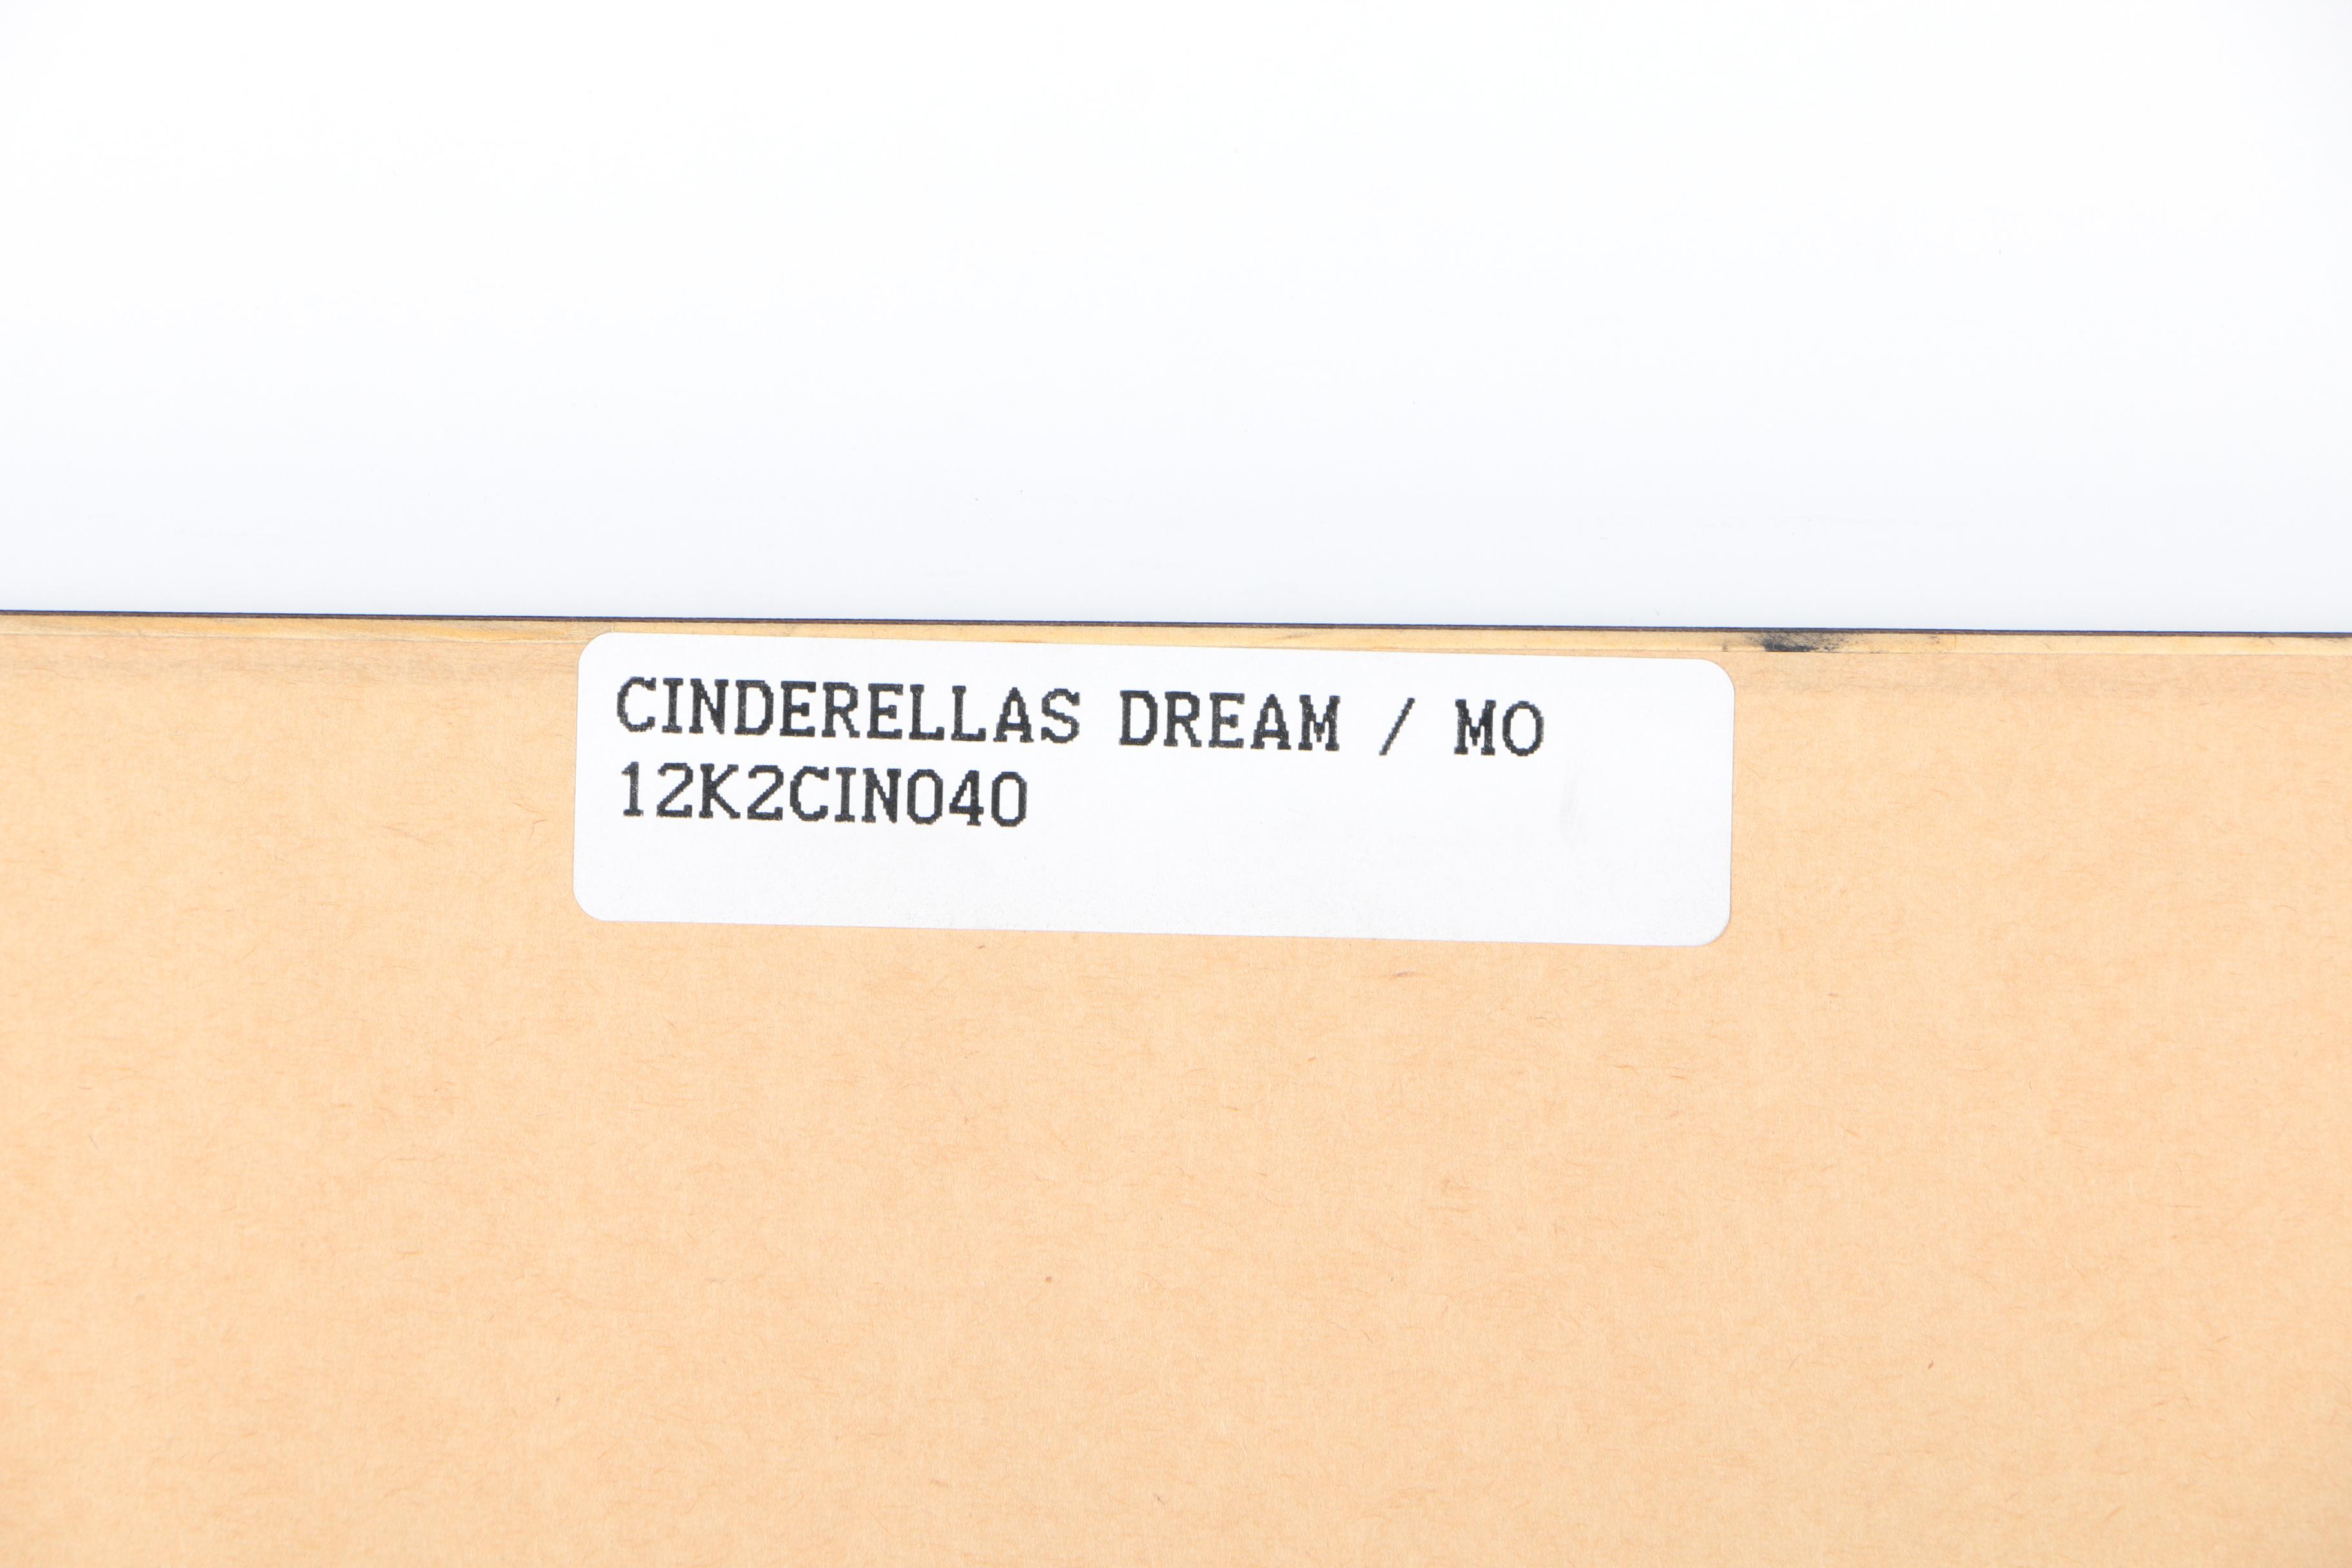 CINDERELLAS DREAM / MO
12K2CIN040